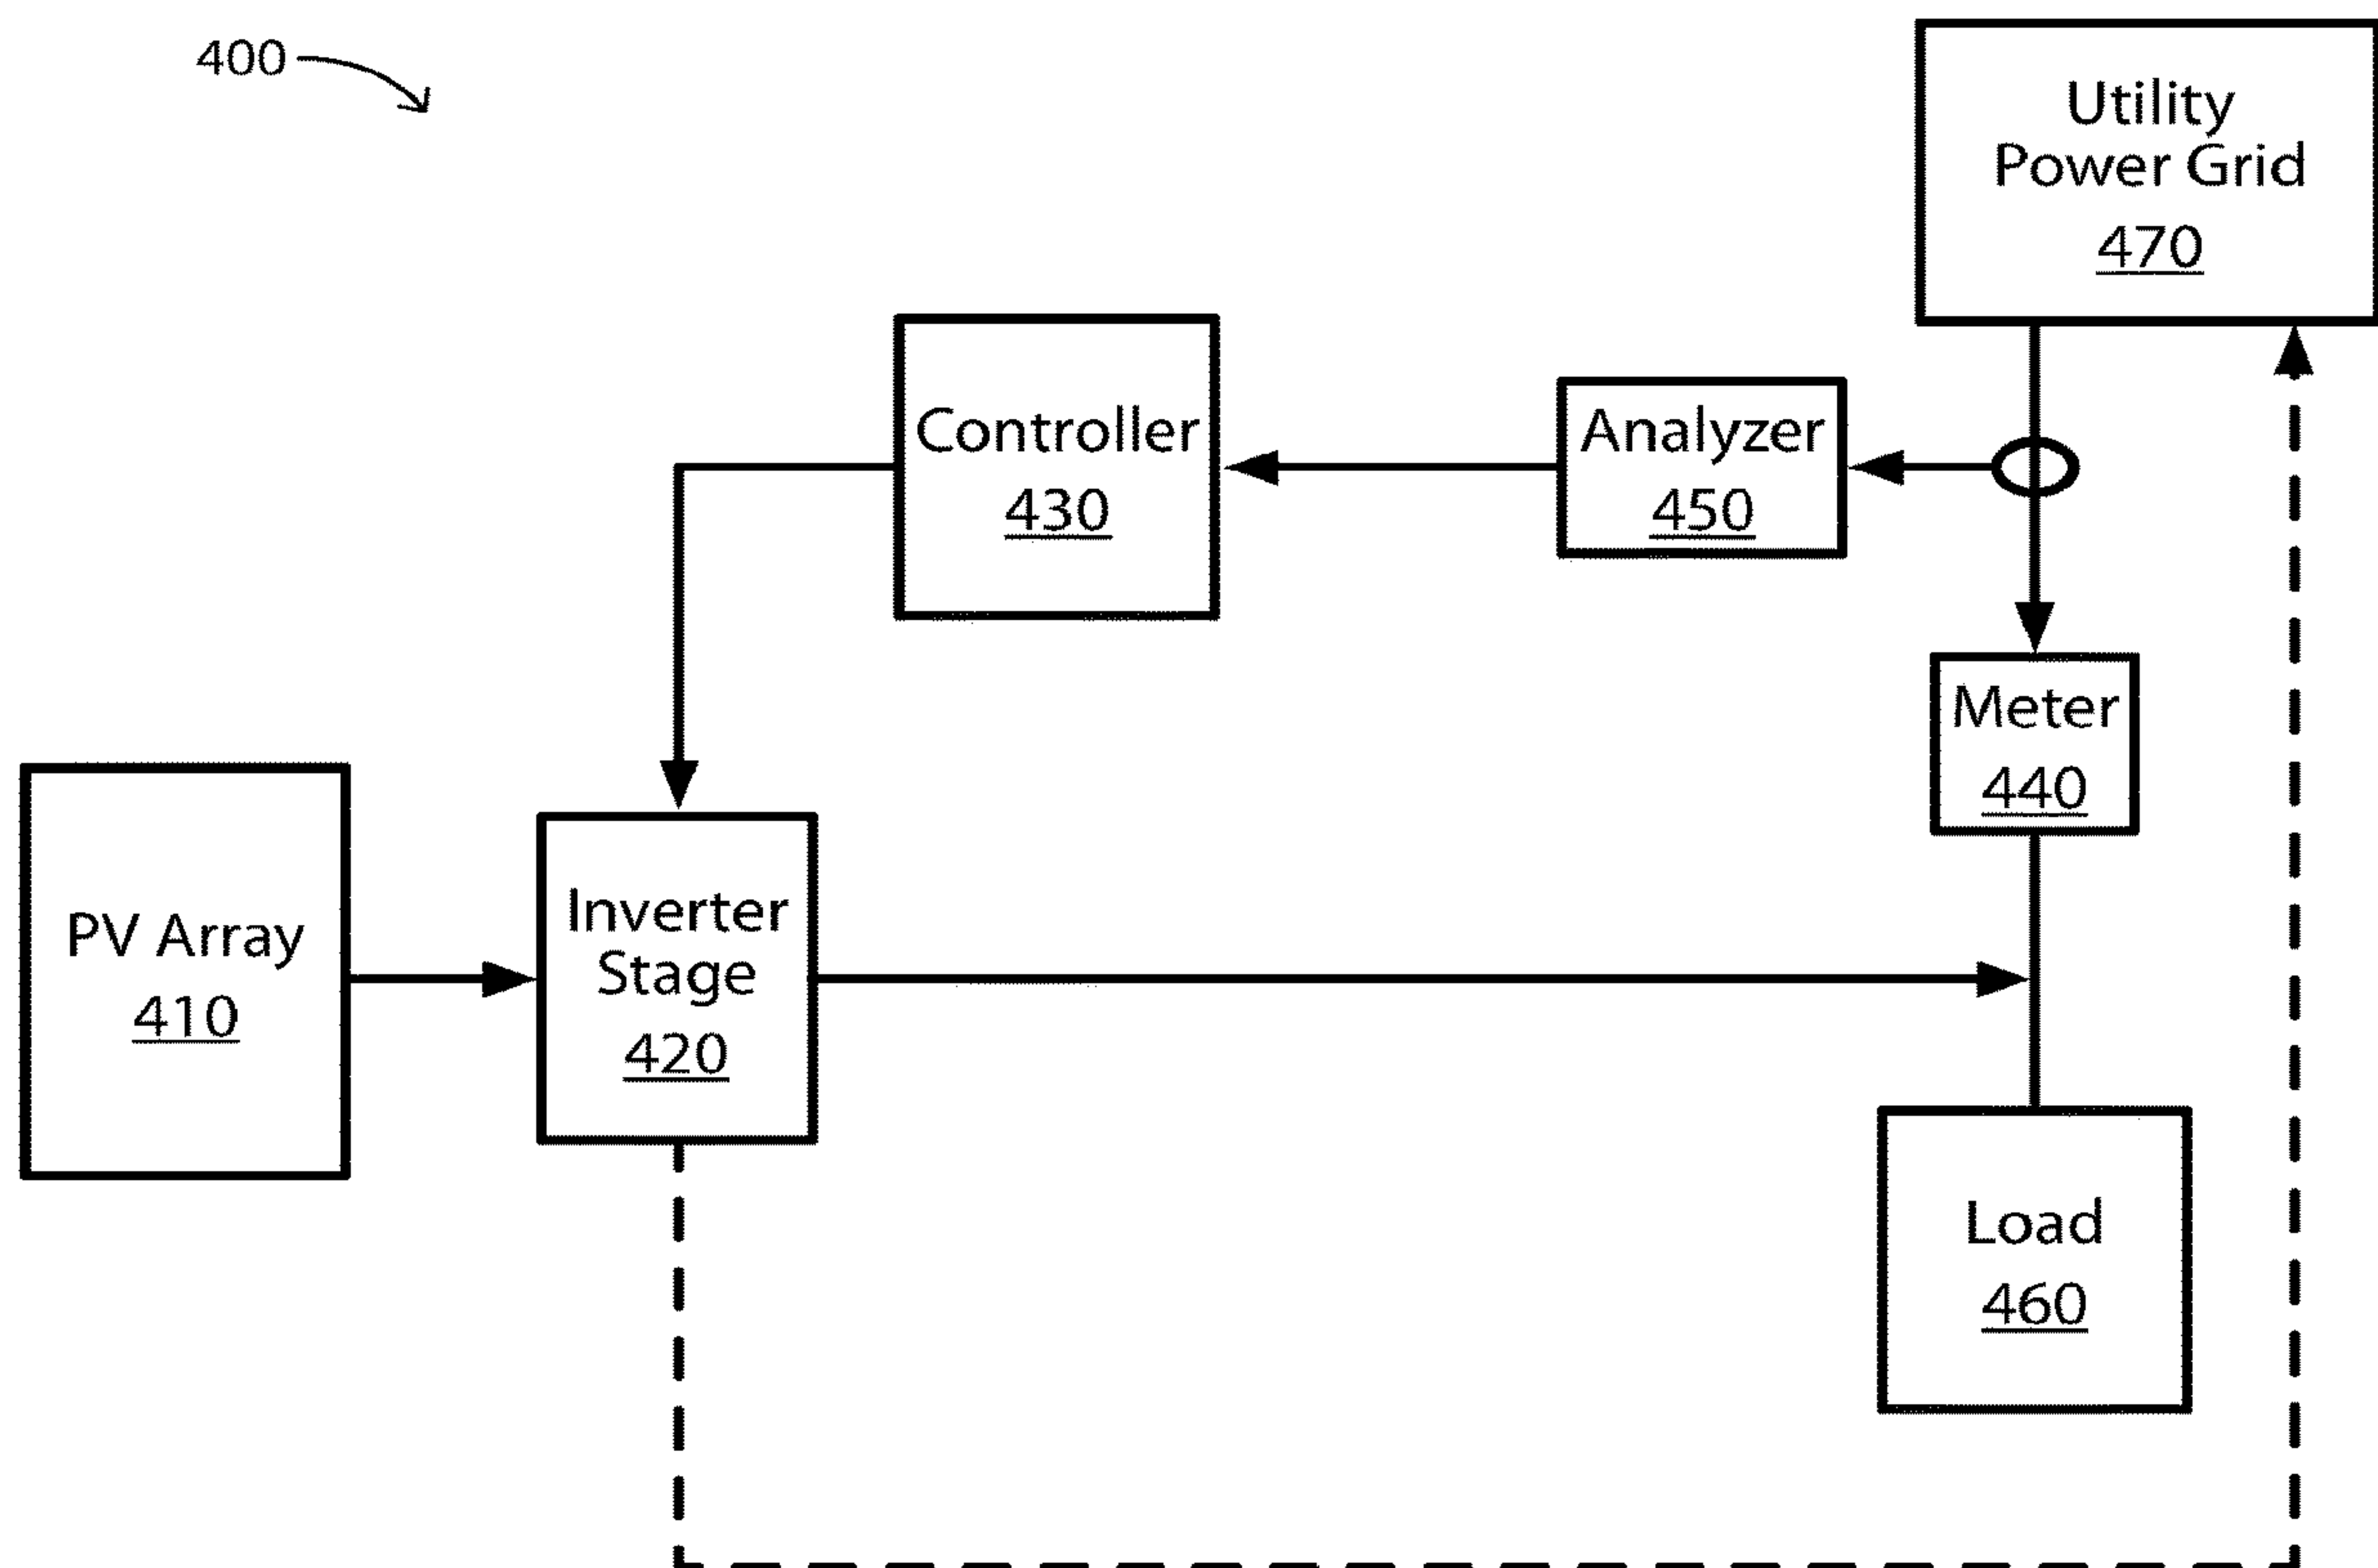 400
Utility
Power Grid
470
Controller
430
Analyzer
450
Meter
440
PV Array
410
Inverter
Stage
420
Load
460